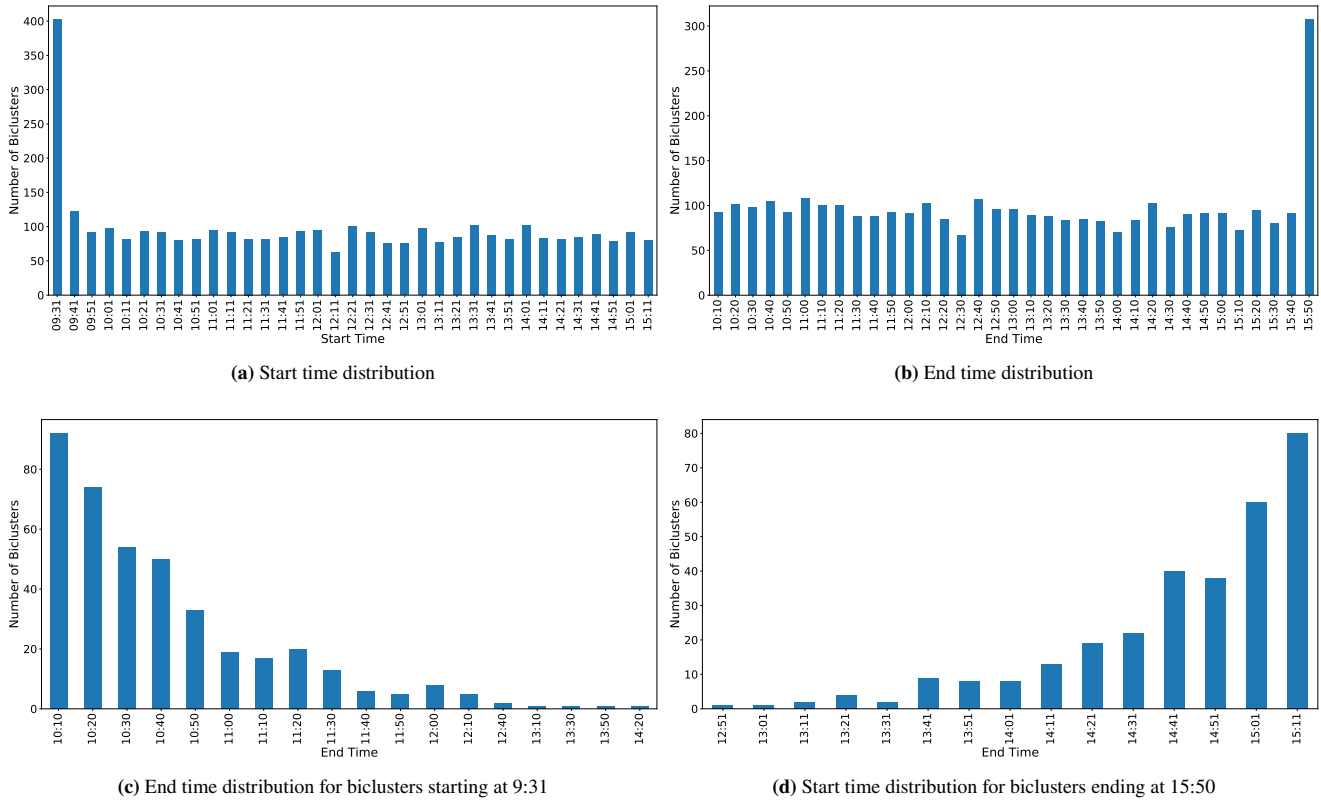 400
350
300
250
200
150
100
50
0
Number of Biclusters
09:31 09:41 09:51 10:01 10:11 10:21 10:31 10:41 10:51 11:01 11:11 11:21 11:31 11:41 11:51 12:01 12:11 12:21 12:31 12:41 12:51 13:01 13:11 13:21 13:31 13:41 13:51 14:01 14:11 14:21 14:31 14:41 14:51 15:01 15:11
Start Time
(a) Start time distribution
300
250
200
150
100
50
0
Number of Biclusters
10:10 10:20 10:30 10:40 10:50 11:00 11:10 11:20 11:30 11:40 11:50 12:00 12:10 12:20 12:30 12:40 12:50 13:00 13:10 13:20 13:30 13:40 13:50 14:00 14:10 14:20 14:30 14:40 14:50 15:00 15:10 15:20 15:30 15:40 15:50
End Time
(b) End time distribution
80
60
40
20
0
Number of Biclusters
10:10 10:20 10:30 10:40 10:50 11:00 11:10 11:20 11:30 11:40 11:50 12:00 12:10 12:40 13:10 13:30 13:50 14:20
End Time
(c) End time distribution for biclusters starting at 9:31
80
70
60
50
40
30
20
10
0
Number of Biclusters
12:51 13:01 13:11 13:21 13:31 13:41 13:51 14:01 14:11 14:21 14:31 14:41 14:51 15:01 15:11
End Time
(d) Start time distribution for biclusters ending at 15:50